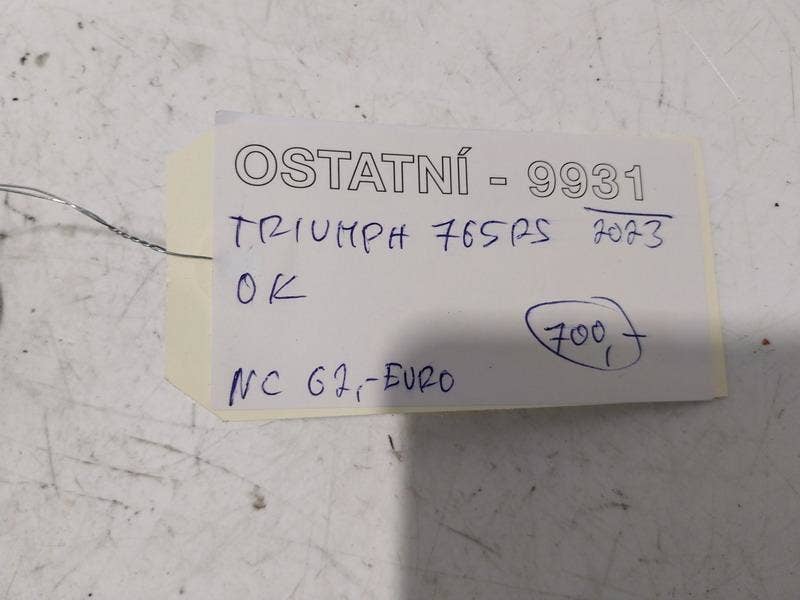 OSTATNÍ - 9931
TRIUMPH 765RS 2023
OK
700,-
NC 62,-EURO